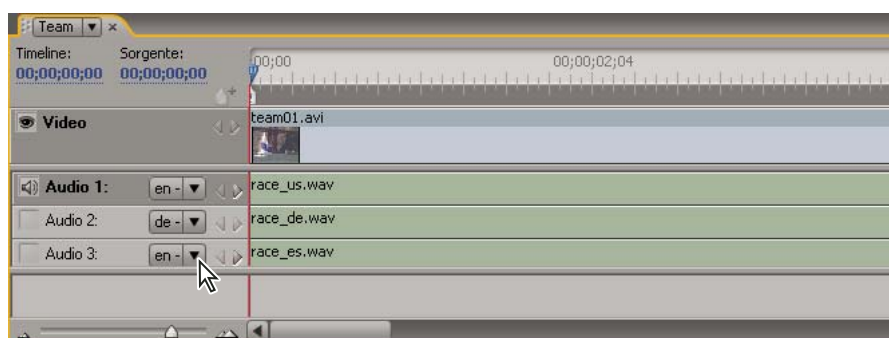 Team
Timeline: Sorgente:
00;00;00;00 00;00;00;00
00;00 00;00;02;04
Video team01.avi
Audio 1: en - race_us.wav
Audio 2: de - race_de.wav
Audio 3: en - race_es.wav